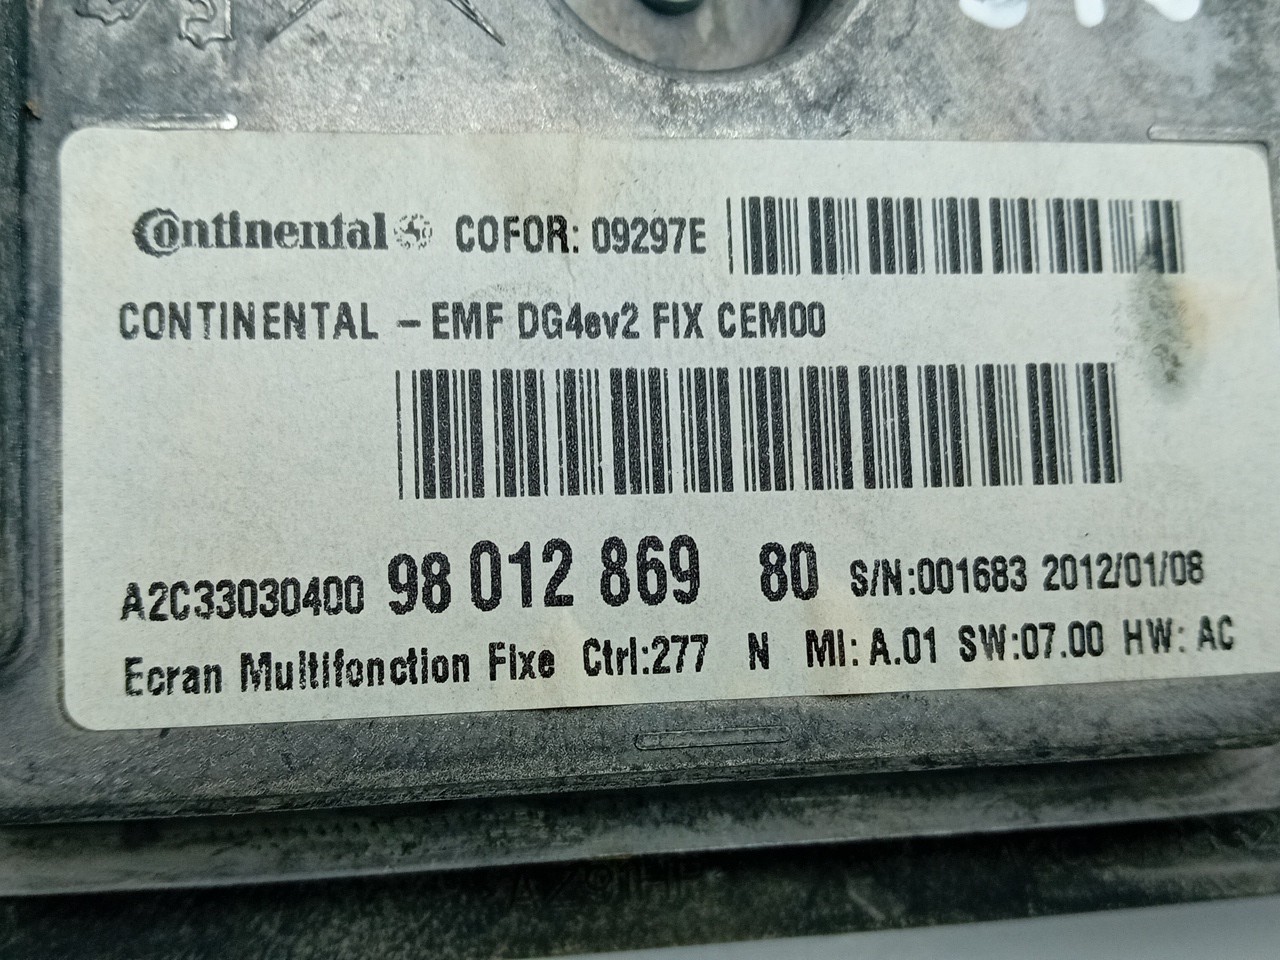 Continental COFOR: 09297E
CONTINENTAL - EMF DG4ev2 FIX CEM00
A2C33030400 98 012 869 80 S/N:001683 2012/01/08
Ecran Multifonction Fixe Ctrl:277 N MI: A.01 SW:07.00 HW: AC